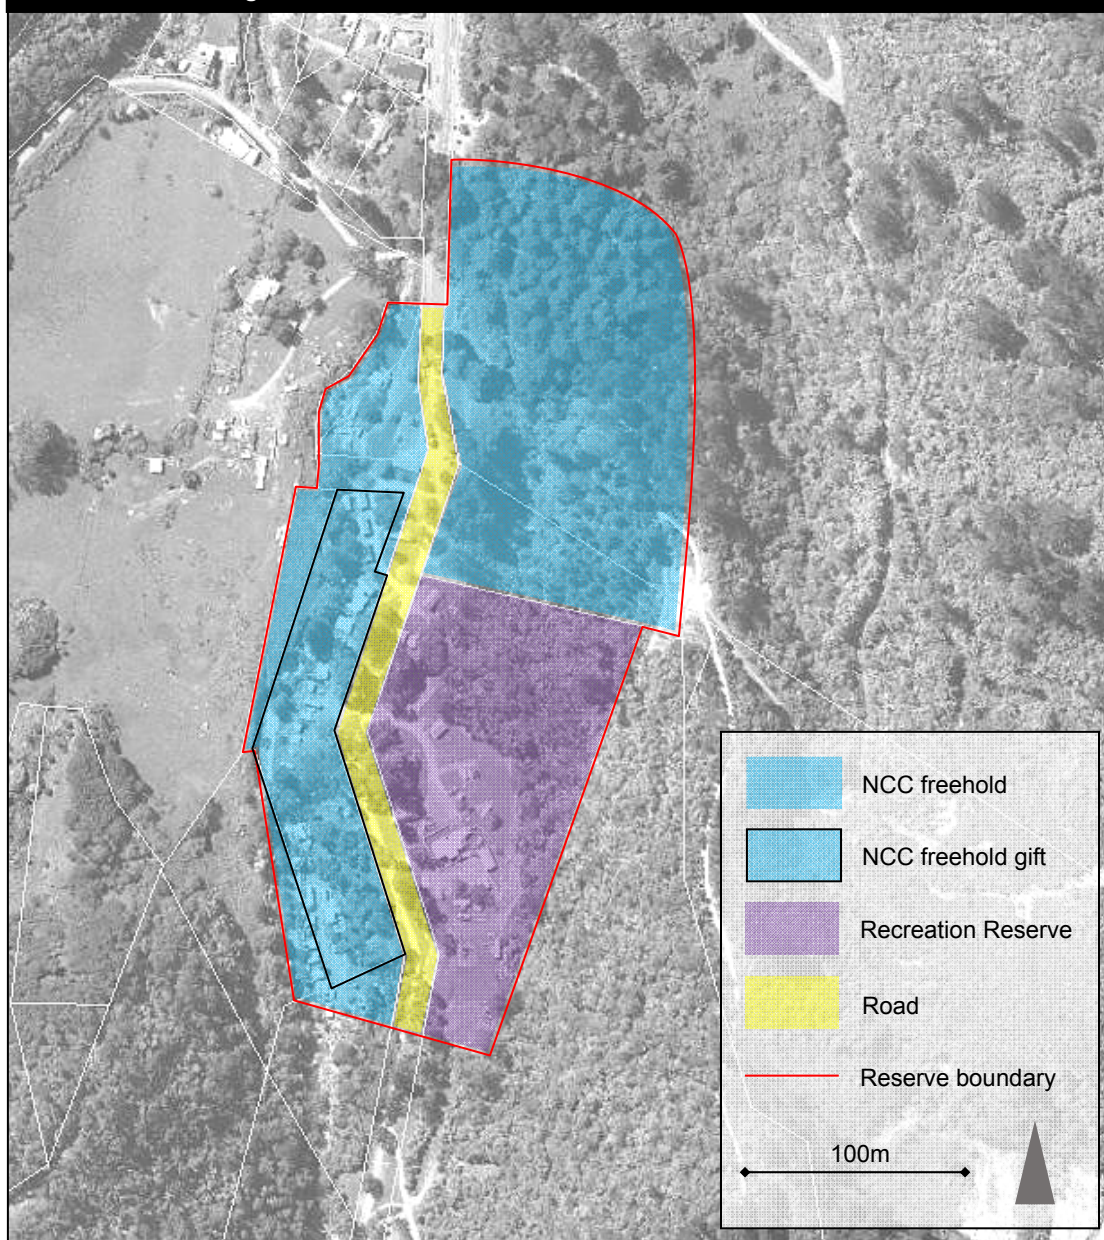 NCC freehold
NCC freehold gift
Recreation Reserve
Road
Reserve boundary
100m